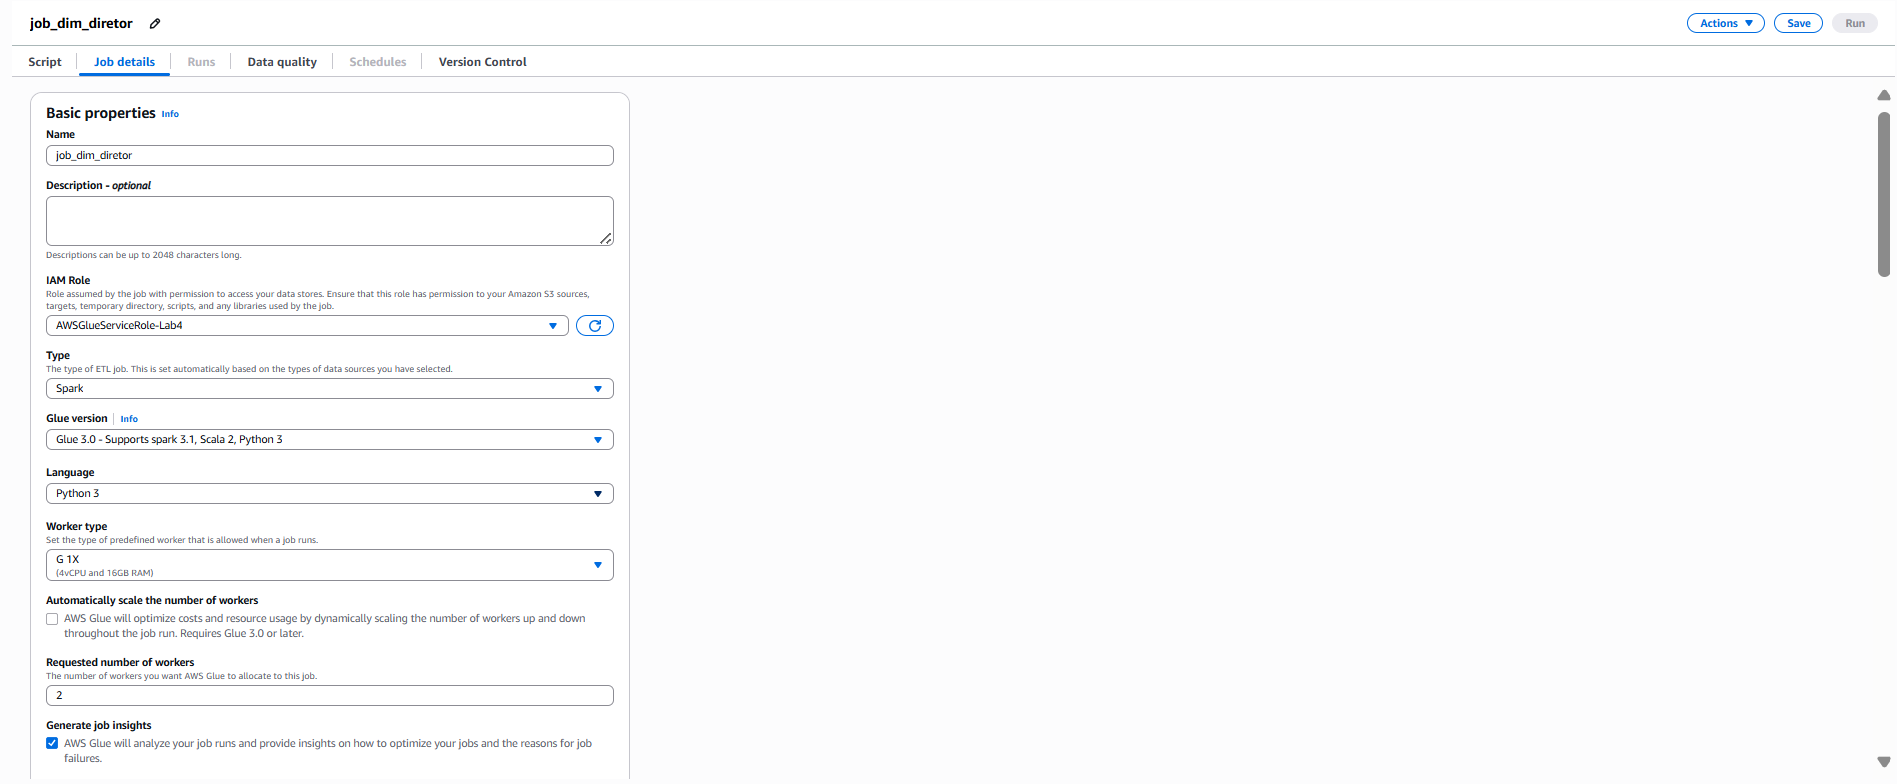 job_dim_diretor
Actions Save Run
Script Job details Runs Data quality Schedules Version Control
Basic properties Info
Name
job_dim_diretor
Description - optional
Descriptions can be up to 2048 characters long.
IAM Role
Role assumed by the job with permission to access your data stores. Ensure that this role has permission to your Amazon S3 sources,
targets, temporary directory, scripts, and any libraries used by the job.
AWSGlueServiceRole-Lab4
Type
The type of ETL job. This is set automatically based on the types of data sources you have selected.
Spark
Glue version Info
Glue 3.0 - Supports spark 3.1, Scala 2, Python 3
Language
Python 3
Worker type
Set the type of predefined worker that is allowed when a job runs.
G 1X
(4vCPU and 16GB RAM)
Automatically scale the number of workers
AWS Glue will optimize costs and resource usage by dynamically scaling the number of workers up and down
throughout the job run. Requires Glue 3.0 or later.
Requested number of workers
The number of workers you want AWS Glue to allocate to this job.
2
Generate job insights
AWS Glue will analyze your job runs and provide insights on how to optimize your jobs and the reasons for job
failures.